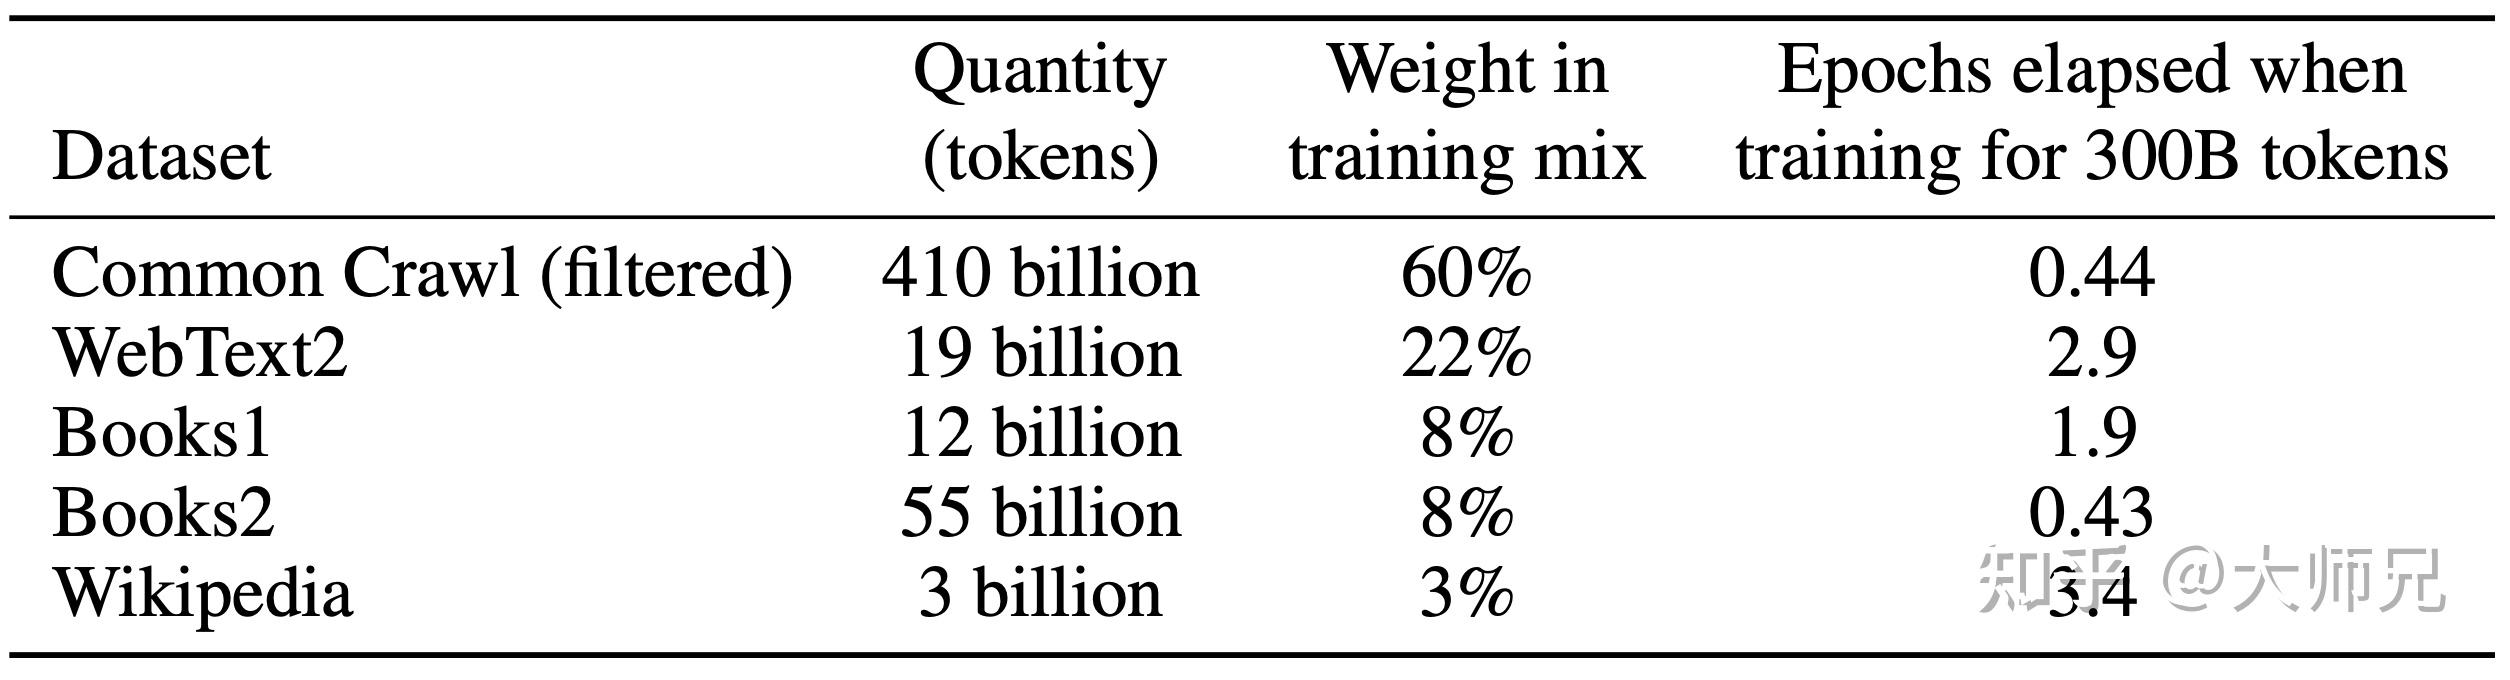 Dataset Quantity (tokens) Weight in training mix Epochs elapsed when training for 300B tokens
Common Crawl (filtered) 410 billion 60% 0.44
WebText2 19 billion 22% 2.9
Books1 12 billion 8% 1.9
Books2 55 billion 8% 0.43
Wikipedia 3 billion 3% 3.4
知乎 @大师兄